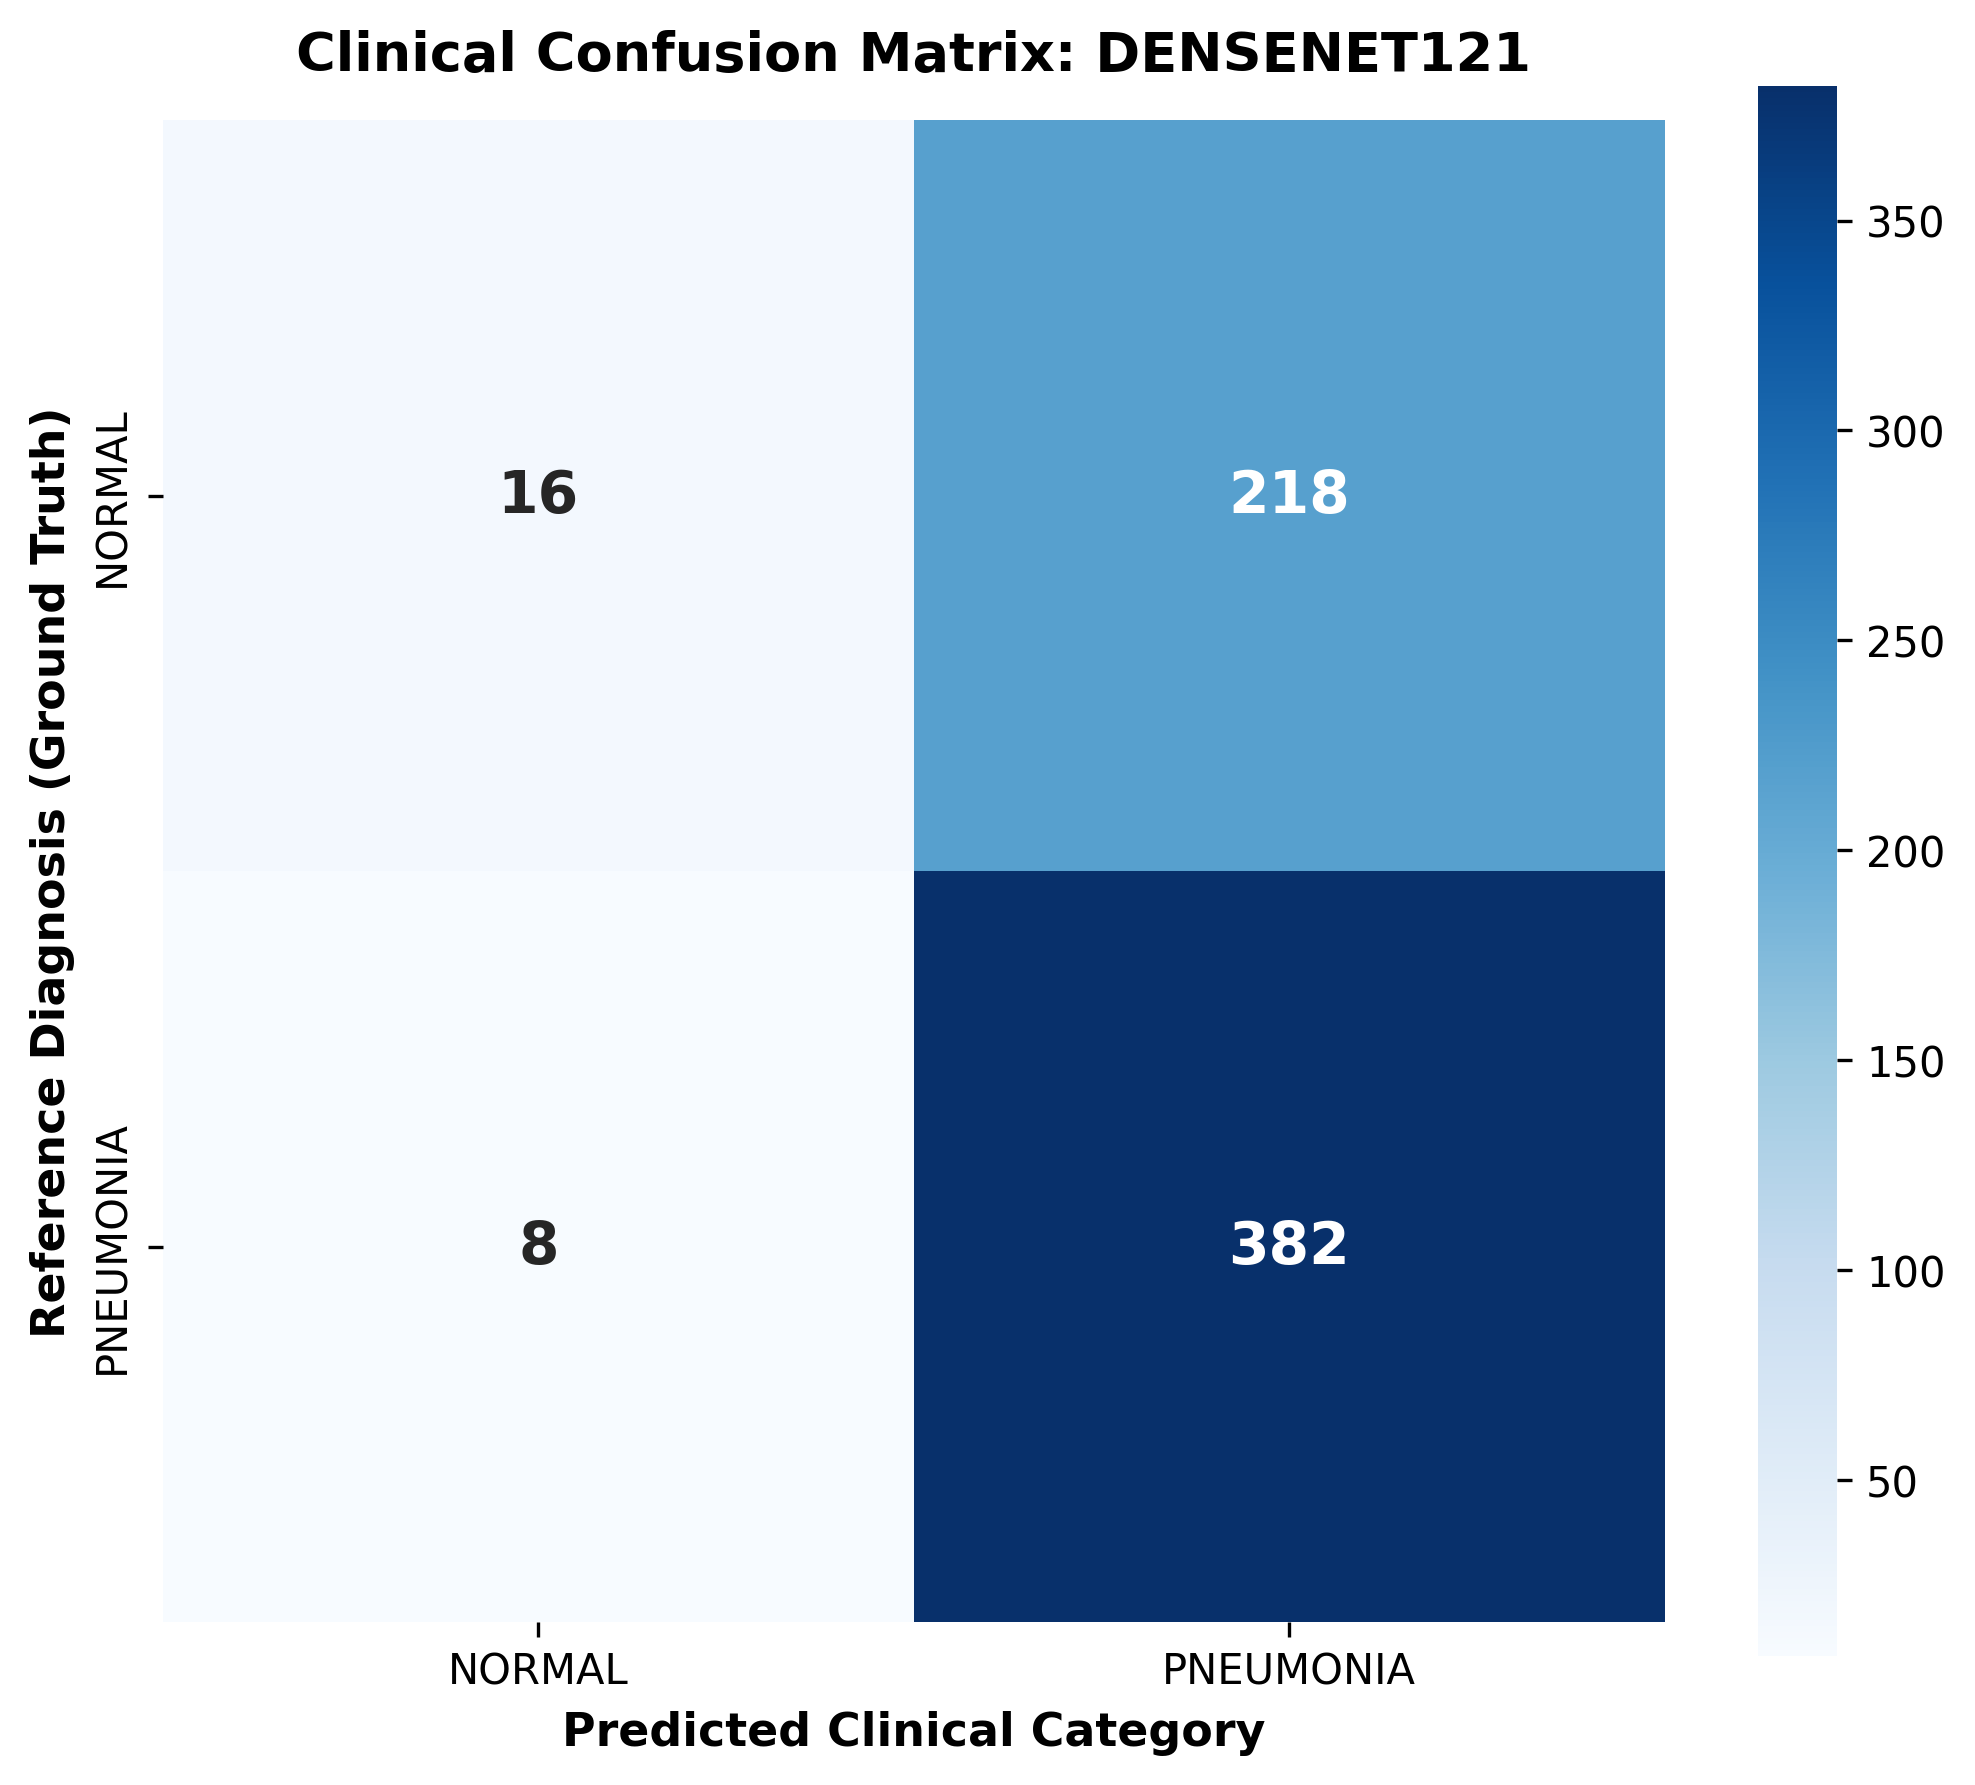 Clinical Confusion Matrix: DENSENET121
Reference Diagnosis (Ground Truth)
NORMAL
PNEUMONIA
16
218
8
382
NORMAL
PNEUMONIA
Predicted Clinical Category
350
300
250
200
150
100
50